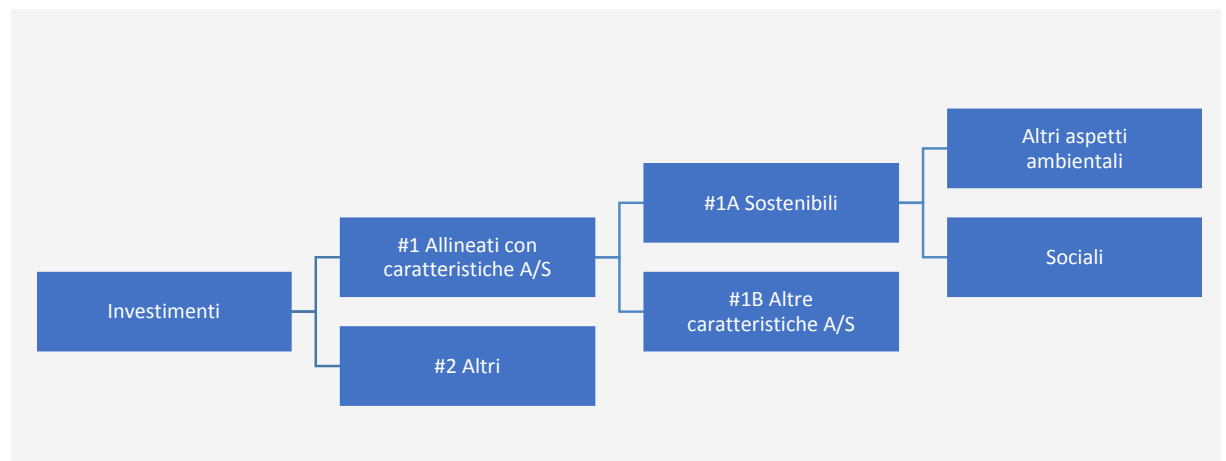 Altri aspetti
ambientali
#1A Sostenibili
#1 Allineati con
caratteristiche A/S
Sociali
Investimenti
#1B Altre
caratteristiche A/S
#2 Altri